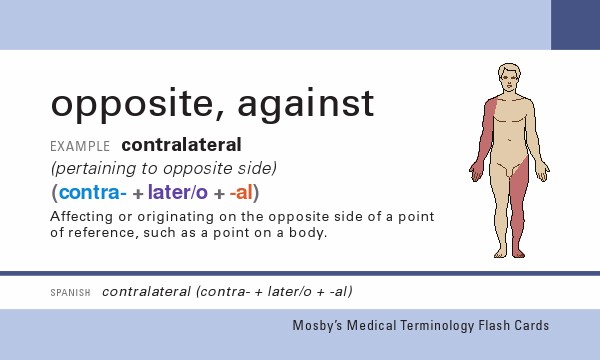 opposite, against
EXAMPLE contralateral
(pertaining to opposite side)
(contra- + later/o + -al)
Affecting or originating on the opposite side of a point
of reference, such as a point on a body.
SPANISH contralateral (contra- + later/o + -al)
Mosby's Medical Terminology Flash Cards